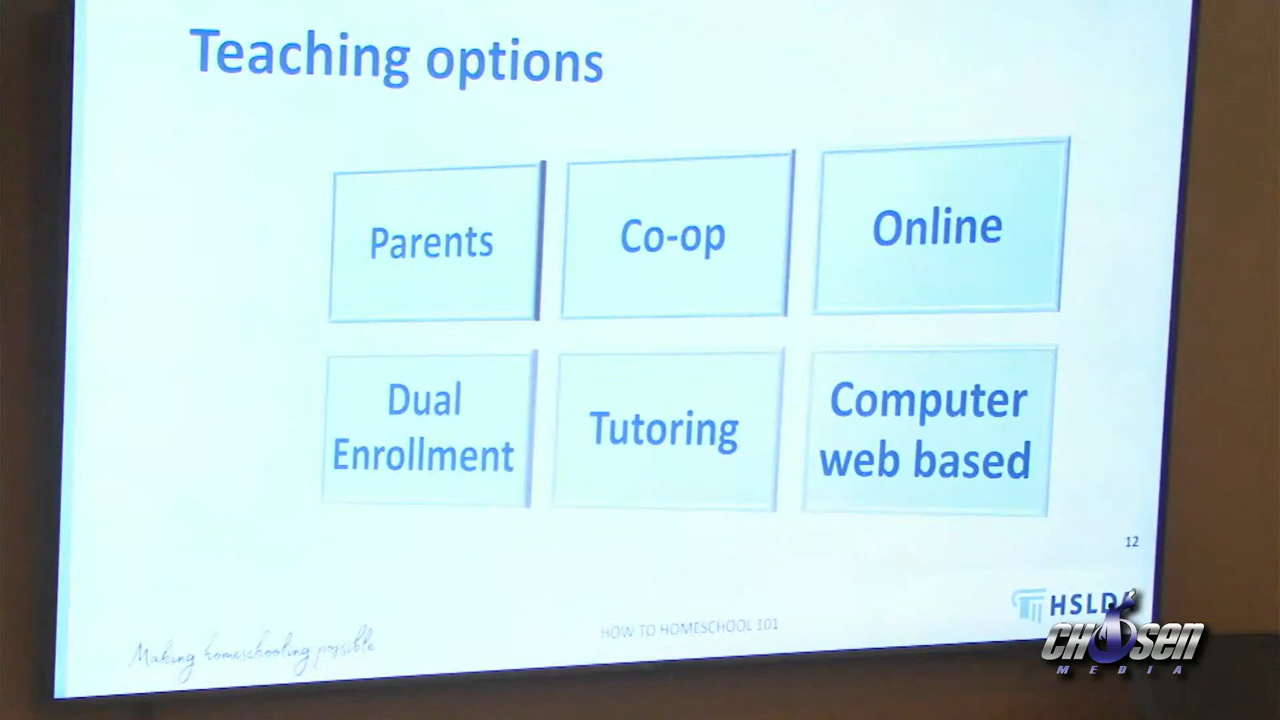 Teaching options
Parents
Co-op
Online
Dual
Enrollment
Tutoring
Computer
web based
12
HSLDA
Making homeschooling possible
HOW TO HOMESCHOOL 101
CHOSEN
MEDIA